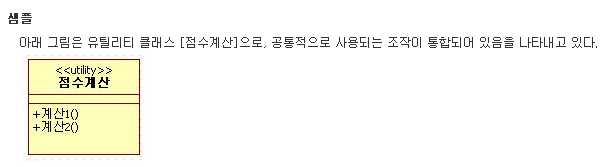 샘플
아래 그림은 유틸리티 클래스 [점수계산]으로, 공통적으로 사용되는 조작이 통합되어 있음을 나타내고 있다.
<<utility>>
점수계산
+계산1()
+계산2()